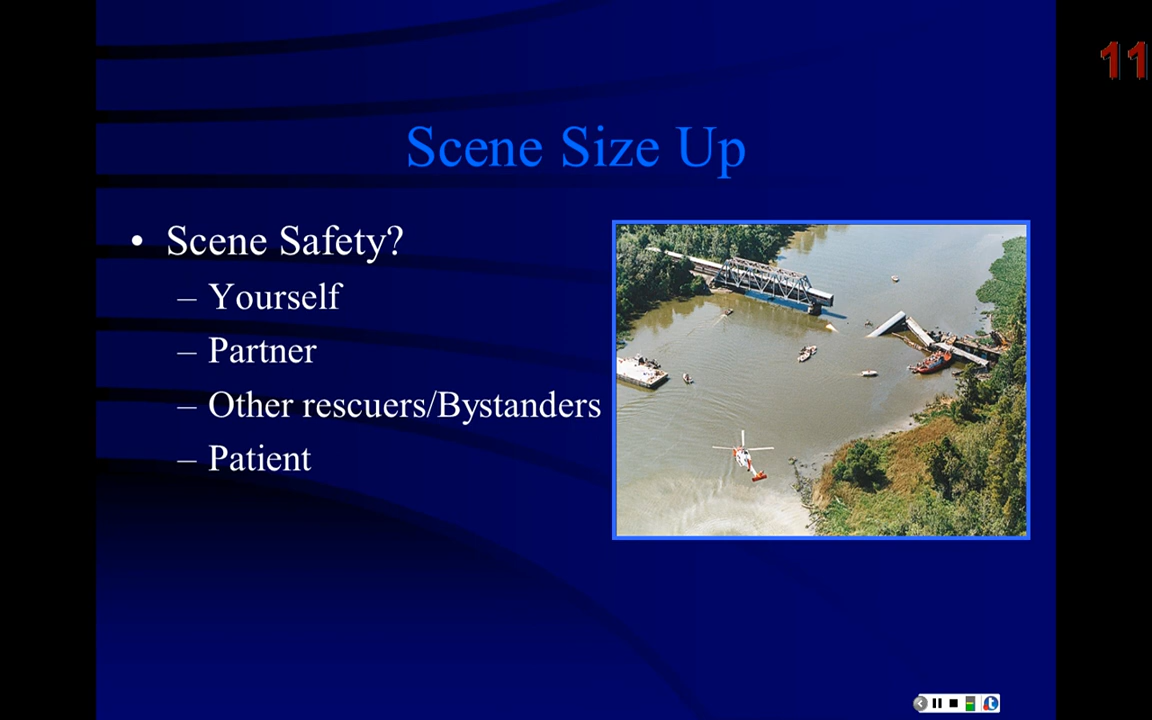 11
Scene Size Up
• Scene Safety?
– Yourself
– Partner
– Other rescuers/Bystanders
– Patient